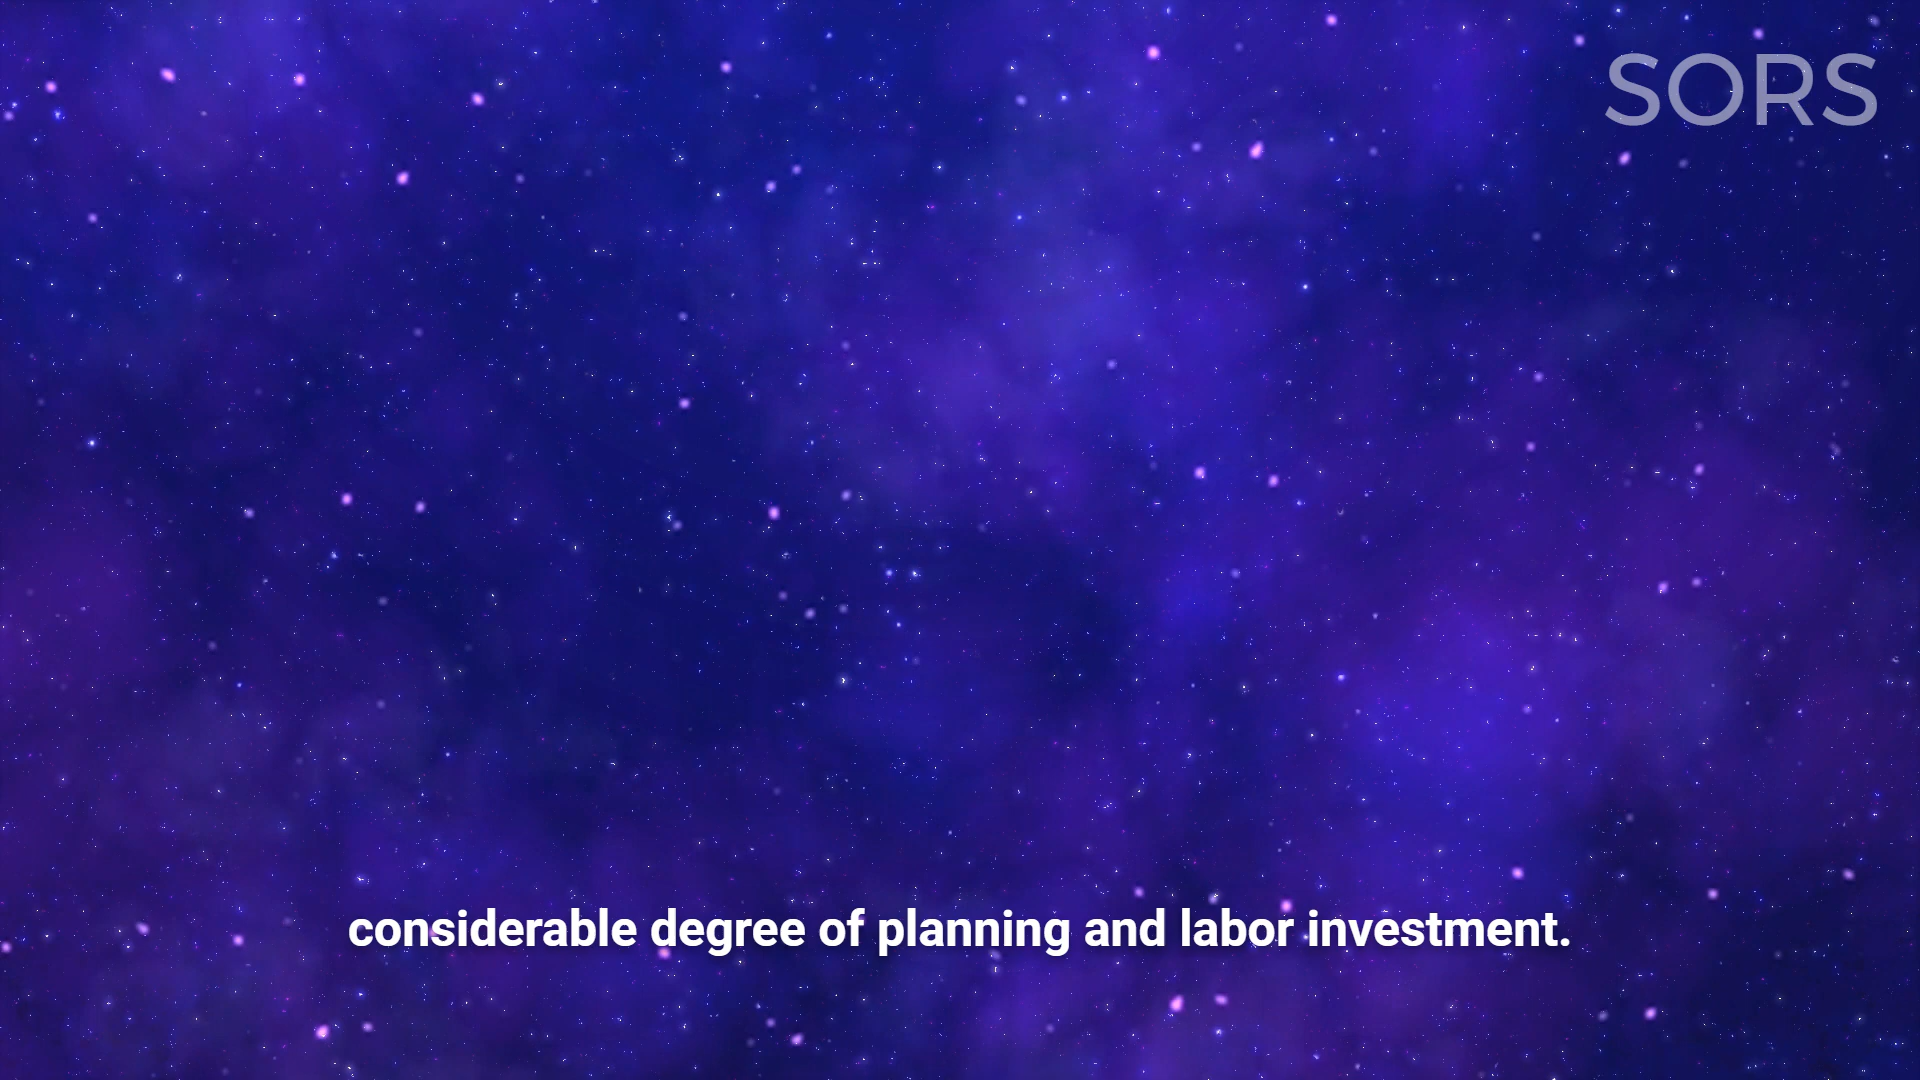 SORS
considerable degree of planning and labor investment.